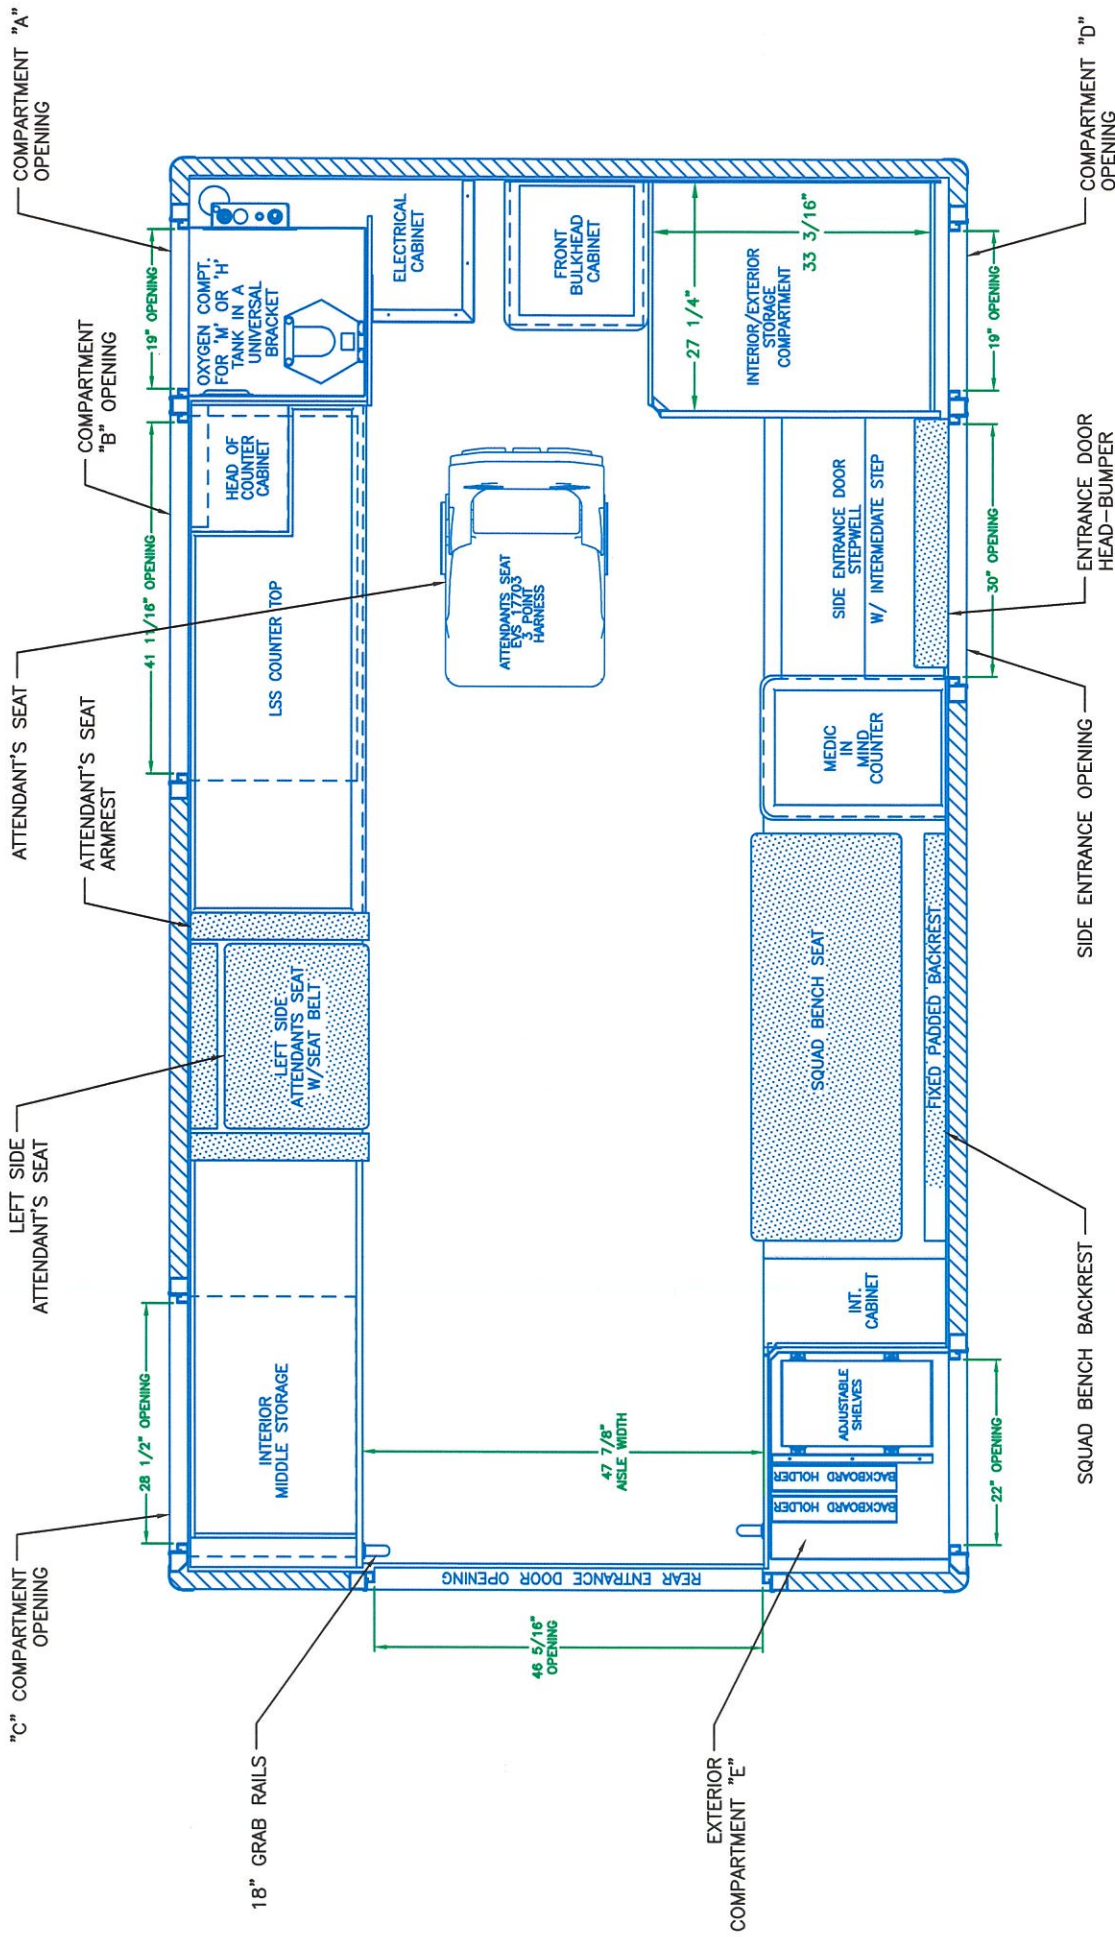 COMPARTMENT "A"
OPENING
COMPARTMENT
"B" OPENING
ATTENDANT'S SEAT
ATTENDANT'S SEAT
ARMREST
LEFT SIDE
ATTENDANT'S SEAT
"C" COMPARTMENT
OPENING
19" OPENING
41 11/16" OPENING
28 1/2" OPENING
OXYGEN COMPT.
FOR 'M' OR 'H'
TANK IN A
UNIVERSAL
BRACKET
HEAD OF
COUNTER
CABINET
LSS COUNTER TOP
LEFT SIDE
ATTENDANTS SEAT
W/SEAT BELT
INTERIOR
MIDDLE STORAGE
ELECTRICAL
CABINET
FRONT
BULKHEAD
CABINET
ATTENDANTS SEAT
EVS 17703
3 POINT
HARNESS
47 7/8"
AISLE WIDTH
REAR ENTRANCE DOOR OPENING
46 5/16"
OPENING
18" GRAB RAILS
27 1/4"
33 3/16"
INTERIOR/EXTERIOR
STORAGE
COMPARTMENT
SIDE ENTRANCE DOOR
STEPWELL
W/ INTERMEDIATE STEP
MEDIC
IN
MIND
COUNTER
SQUAD BENCH SEAT
FIXED PADDED BACKREST
INT.
CABINET
ADJUSTABLE
SHELVES
BACKBOARD HOLDER
BACKBOARD HOLDER
19" OPENING
30" OPENING
22" OPENING
COMPARTMENT "D"
OPENING
ENTRANCE DOOR
HEAD-BUMPER
SIDE ENTRANCE OPENING
SQUAD BENCH BACKREST
EXTERIOR
COMPARTMENT "E"